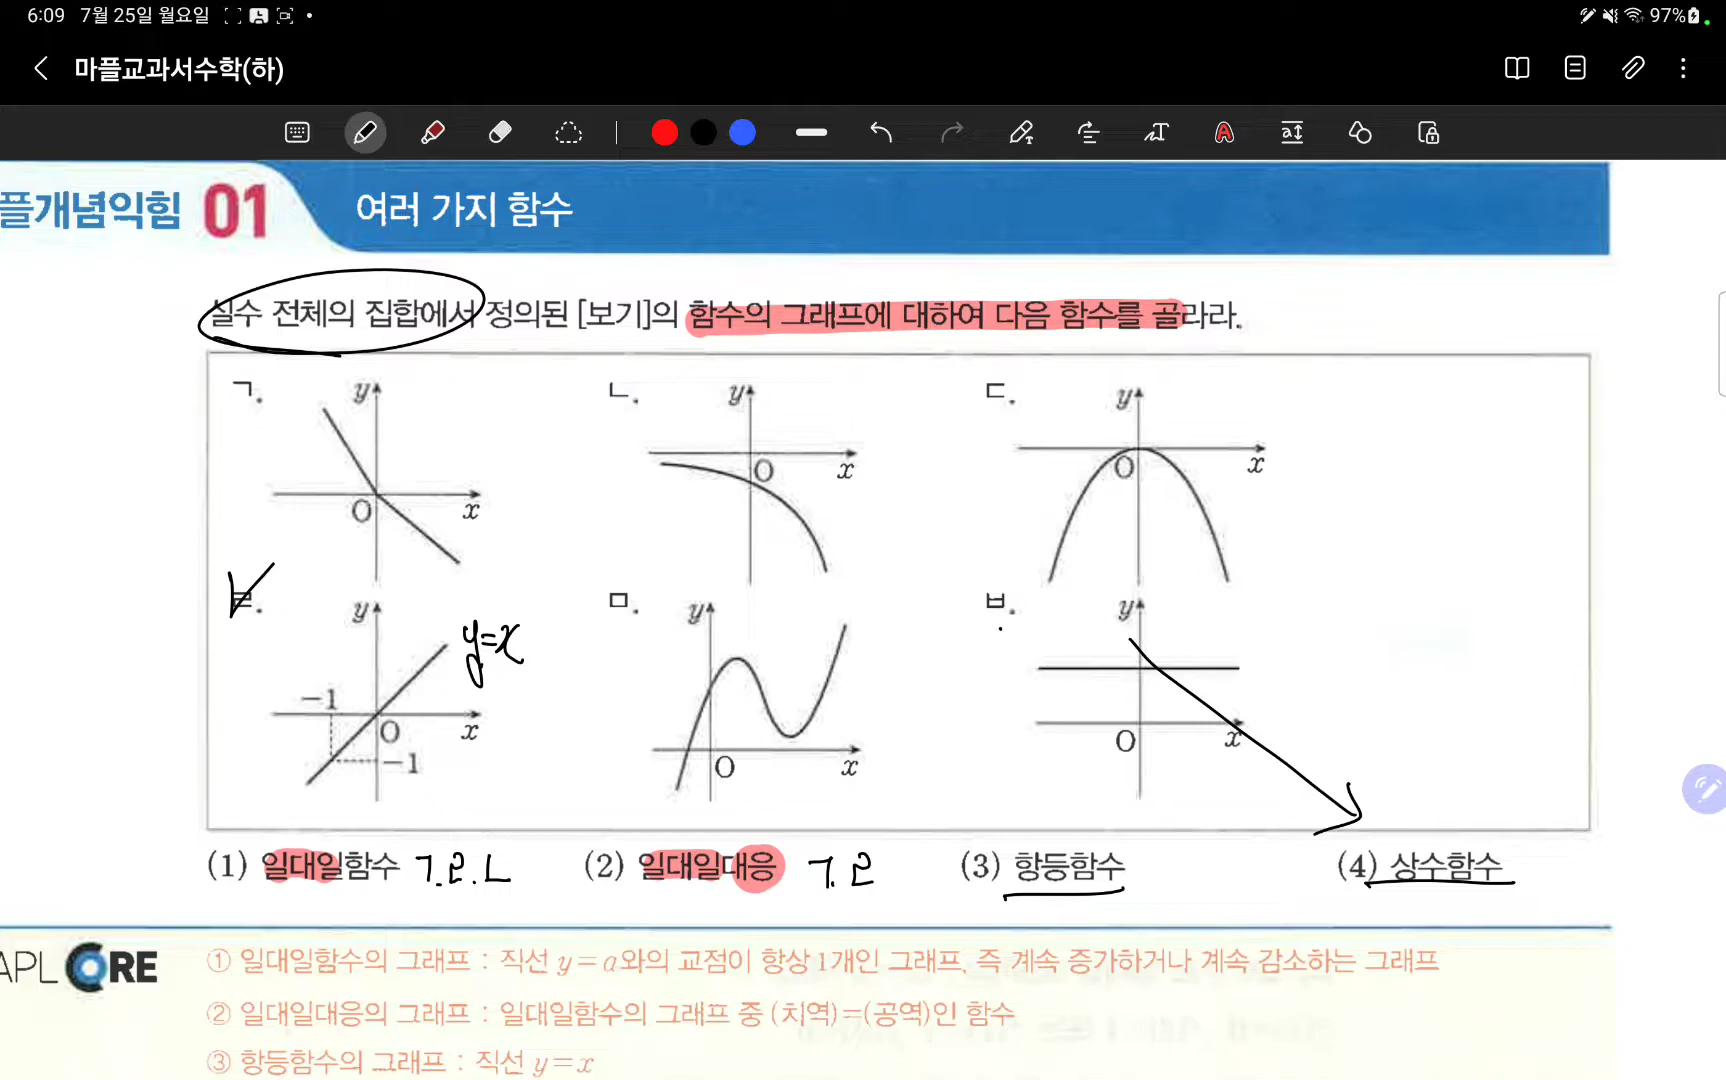 6:09 7월 25일 월요일 97%
마플교과서수학(하)
플개념익힘 01 여러 가지 함수
실수 전체의 집합에서 정의된 [보기]의 함수의 그래프에 대하여 다음 함수를 골라라.
ㄱ. ㄴ. ㄷ.
y y y
O x O x O x
ㄹ. ㅁ. ㅂ.
y y=x y y
-1 O x -1 O x O x
(1) 일대일함수 ㄱ.ㄹ.ㄴ (2) 일대일대응 ㄱ.ㄹ (3) 항등함수 (4) 상수함수
APL CORE ① 일대일함수의 그래프 : 직선 y=a와의 교점이 항상 1개인 그래프, 즉 계속 증가하거나 계속 감소하는 그래프
② 일대일대응의 그래프 : 일대일함수의 그래프 중 (치역)=(공역)인 함수
③ 항등함수의 그래프 : 직선 y=x